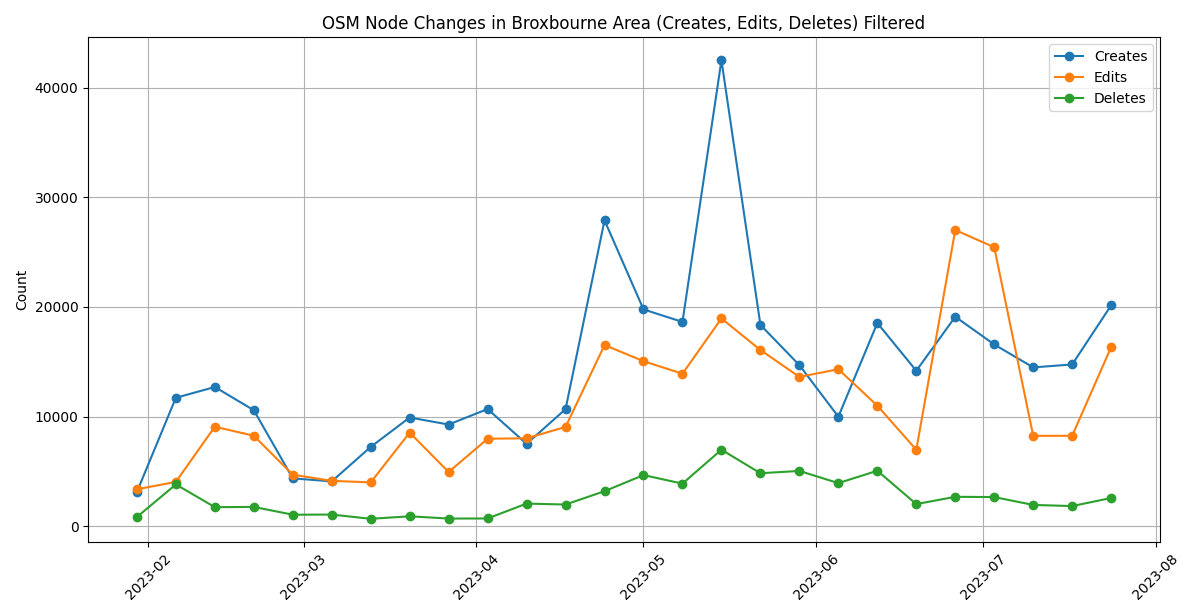 OSM Node Changes in Broxbourne Area (Creates, Edits, Deletes) Filtered
Creates
Edits
Deletes
Count
40000
30000
20000
10000
0
2023-02
2023-03
2023-04
2023-05
2023-06
2023-07
2023-08